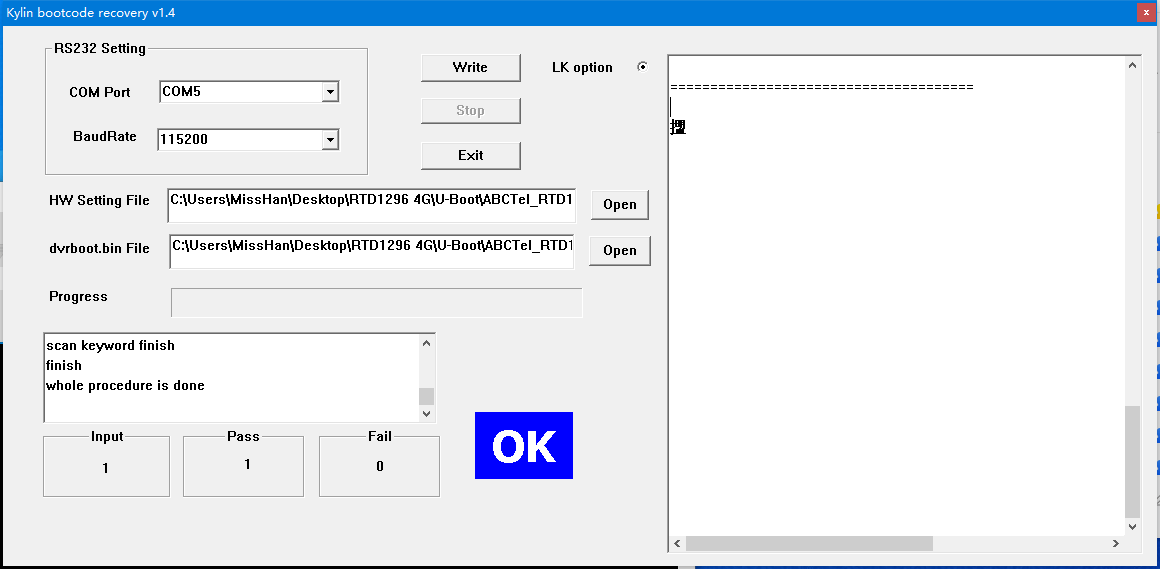 Kylin bootcode recovery v1.4
RS232 Setting
COM Port
COM5
BaudRate
115200
Write
LK option
Stop
Exit
HW Setting File
C:\Users\MissHan\Desktop\RTD1296 4G\U-Boot\ABCTel_RTD1
Open
dvrboot.bin File
C:\Users\MissHan\Desktop\RTD1296 4G\U-Boot\ABCTel_RTD1
Open
Progress
scan keyword finish
finish
whole procedure is done
Input
1
Pass
1
Fail
0
OK
======================================